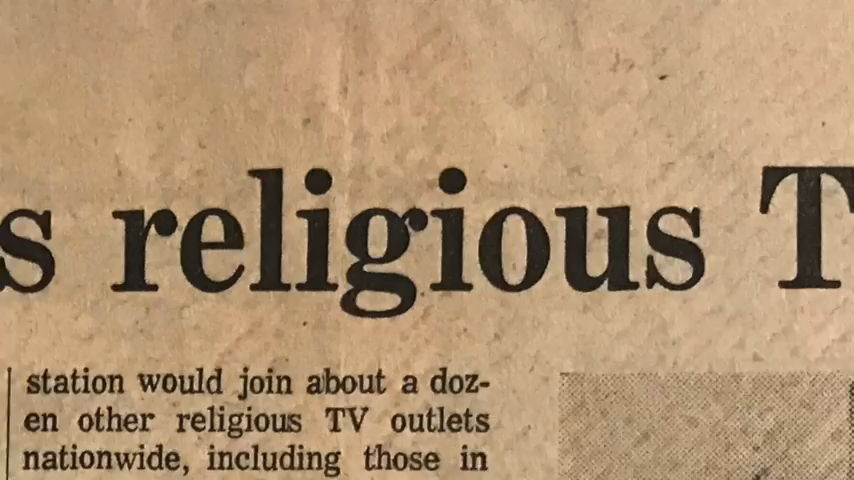 s religious T
station would join about a doz-
en other religious TV outlets
nationwide, including those in